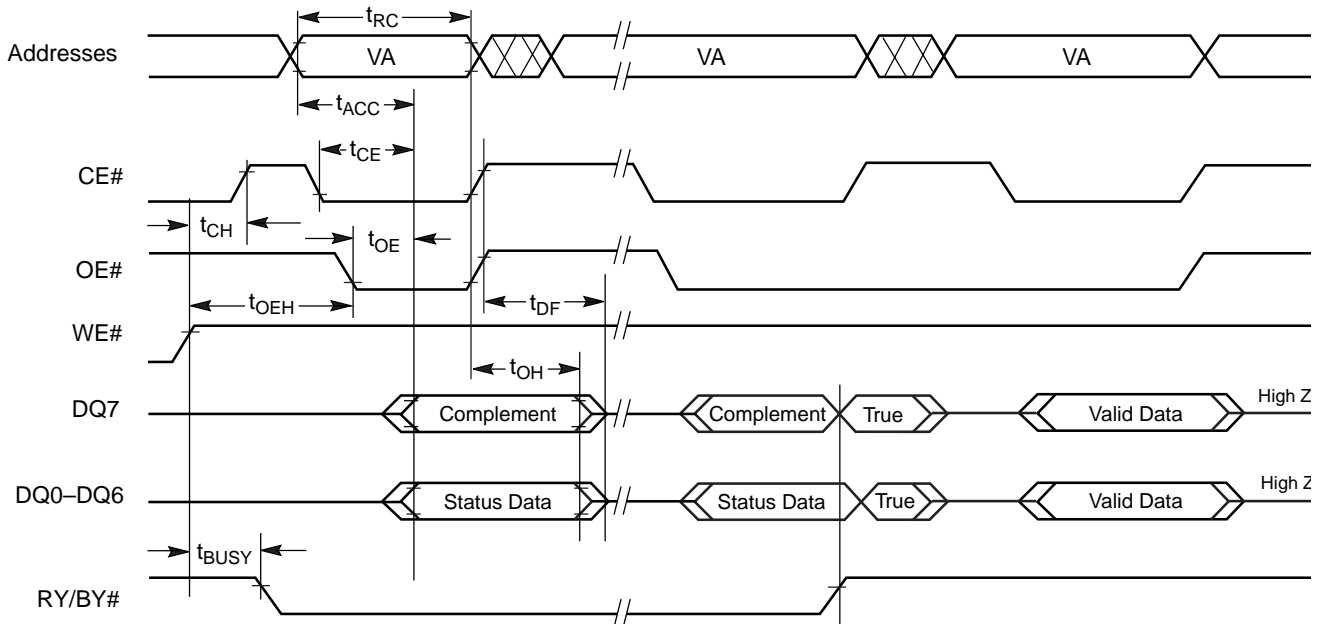 tRC
Addresses VA VA VA
tACC
tCE
CE#
tCH tOE
OE#
tOEH tDF
WE#
tOH
DQ7 Complement Complement True Valid Data High Z
DQ0–DQ6 Status Data Status Data True Valid Data High Z
tBUSY
RY/BY#